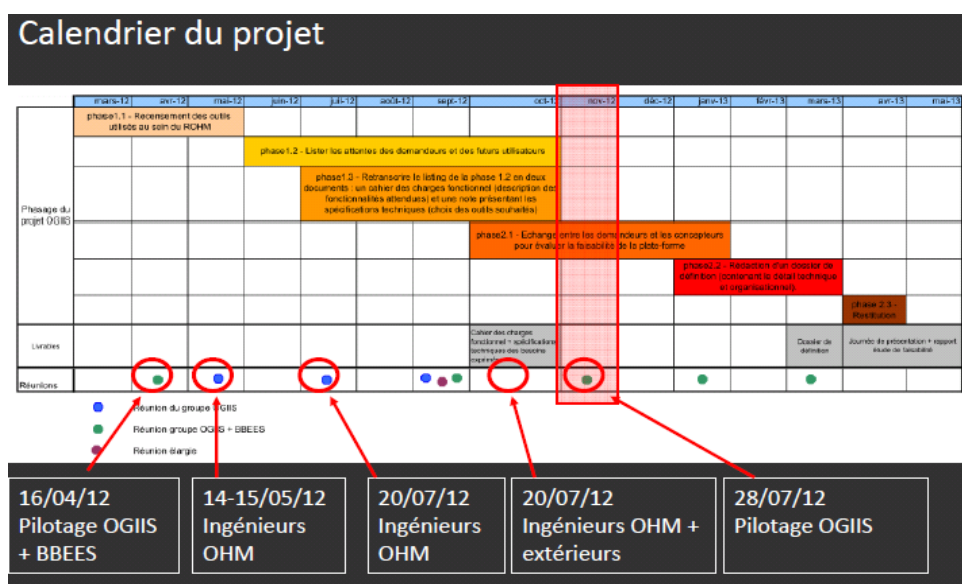 Calendrier du projet
mars-12 avr-12 mai-12 juin-12 juil-12 août-12 sept-12 oct-12 nov-12 déc-12 janv-13 févr-13 mars-13 avr-13 mai-13
phase1.1 - Recensement des outils
utilisés au sein du ROHM
phase1.2 - Lister les attentes des demandeurs et des futurs utilisateurs
phase1.3 - Retranscrire le listing de la phase 1.2 en deux
documents : un cahier des charges fonctionnel (description des
fonctionnalités attendues) et une note présentant les
spécifications techniques (choix des outils souhaités)
Phasage du
projet OGIIS
phase2.1 - Echange entre les demandeurs et les concepteurs
pour évaluer la faisabilité de la plate-forme
phase2.2 - Rédaction d'un dossier de
définition (contenant le détail technique
et organisationnel).
phase 2.3 -
Restitution
Livrables
Cahier des charges
fonctionnel + spécifications
techniques des besoins
Dossier de
définition
Journée de présentation + rapport
étude de faisabilité
Réunions
Réunion du groupe OGIIS
Réunion groupe OGIIS + BBEES
Réunion élargie
16/04/12
Pilotage OGIIS
+ BBEES
14-15/05/12
Ingénieurs
OHM
20/07/12
Ingénieurs
OHM
20/07/12
Ingénieurs OHM +
extérieurs
28/07/12
Pilotage OGIIS